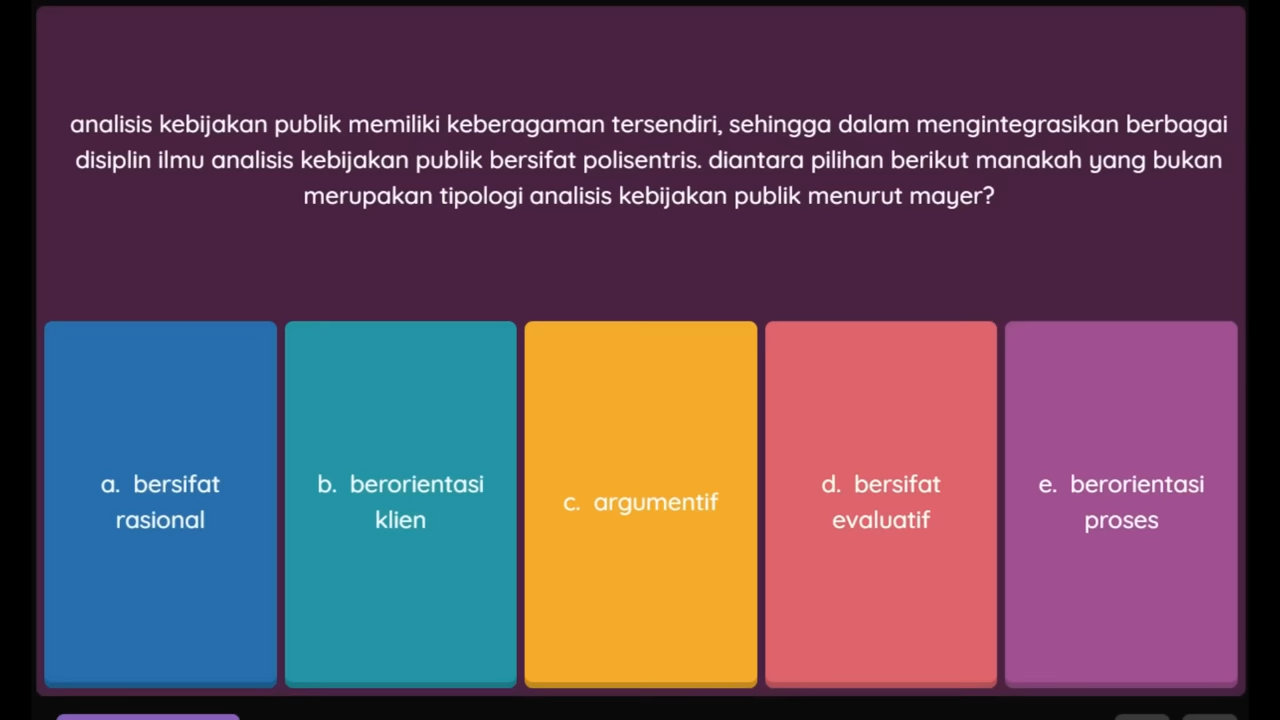 analisis kebijakan publik memiliki keberagaman tersendiri, sehingga dalam mengintegrasikan berbagai
disiplin ilmu analisis kebijakan publik bersifat polisentris. diantara pilihan berikut manakah yang bukan
merupakan tipologi analisis kebijakan publik menurut mayer?
a. bersifat
rasional
b. berorientasi
klien
c. argumentif
d. bersifat
evaluatif
e. berorientasi
proses